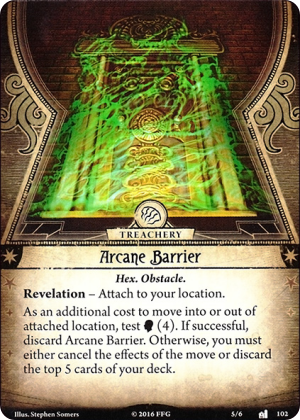 TREACHERY
Arcane Barrier
Hex. Obstacle.
Revelation – Attach to your location.
As an additional cost to move into or out of
attached location, test (4). If successful,
discard Arcane Barrier. Otherwise, you must
either cancel the effects of the move or discard
the top 5 cards of your deck.
Illus. Stephen Somers
© 2016 FFG
5/6
102